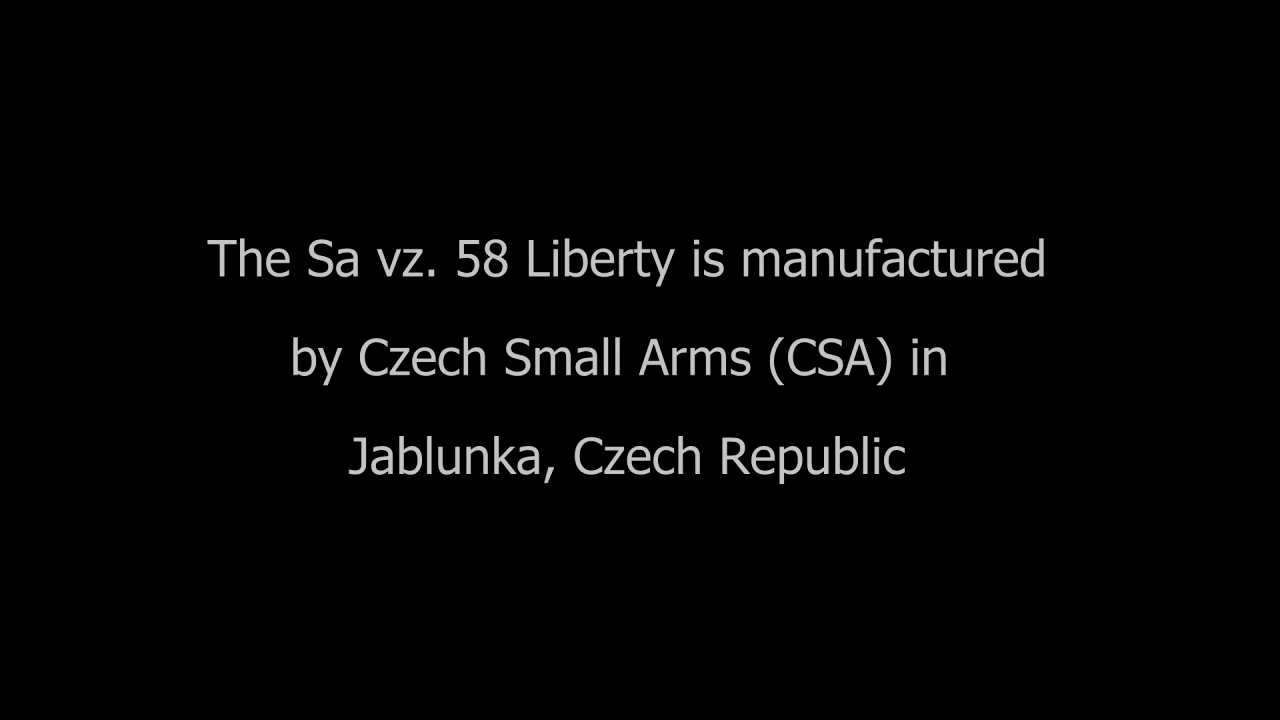 The Sa vz. 58 Liberty is manufactured
by Czech Small Arms (CSA) in
Jablunka, Czech Republic